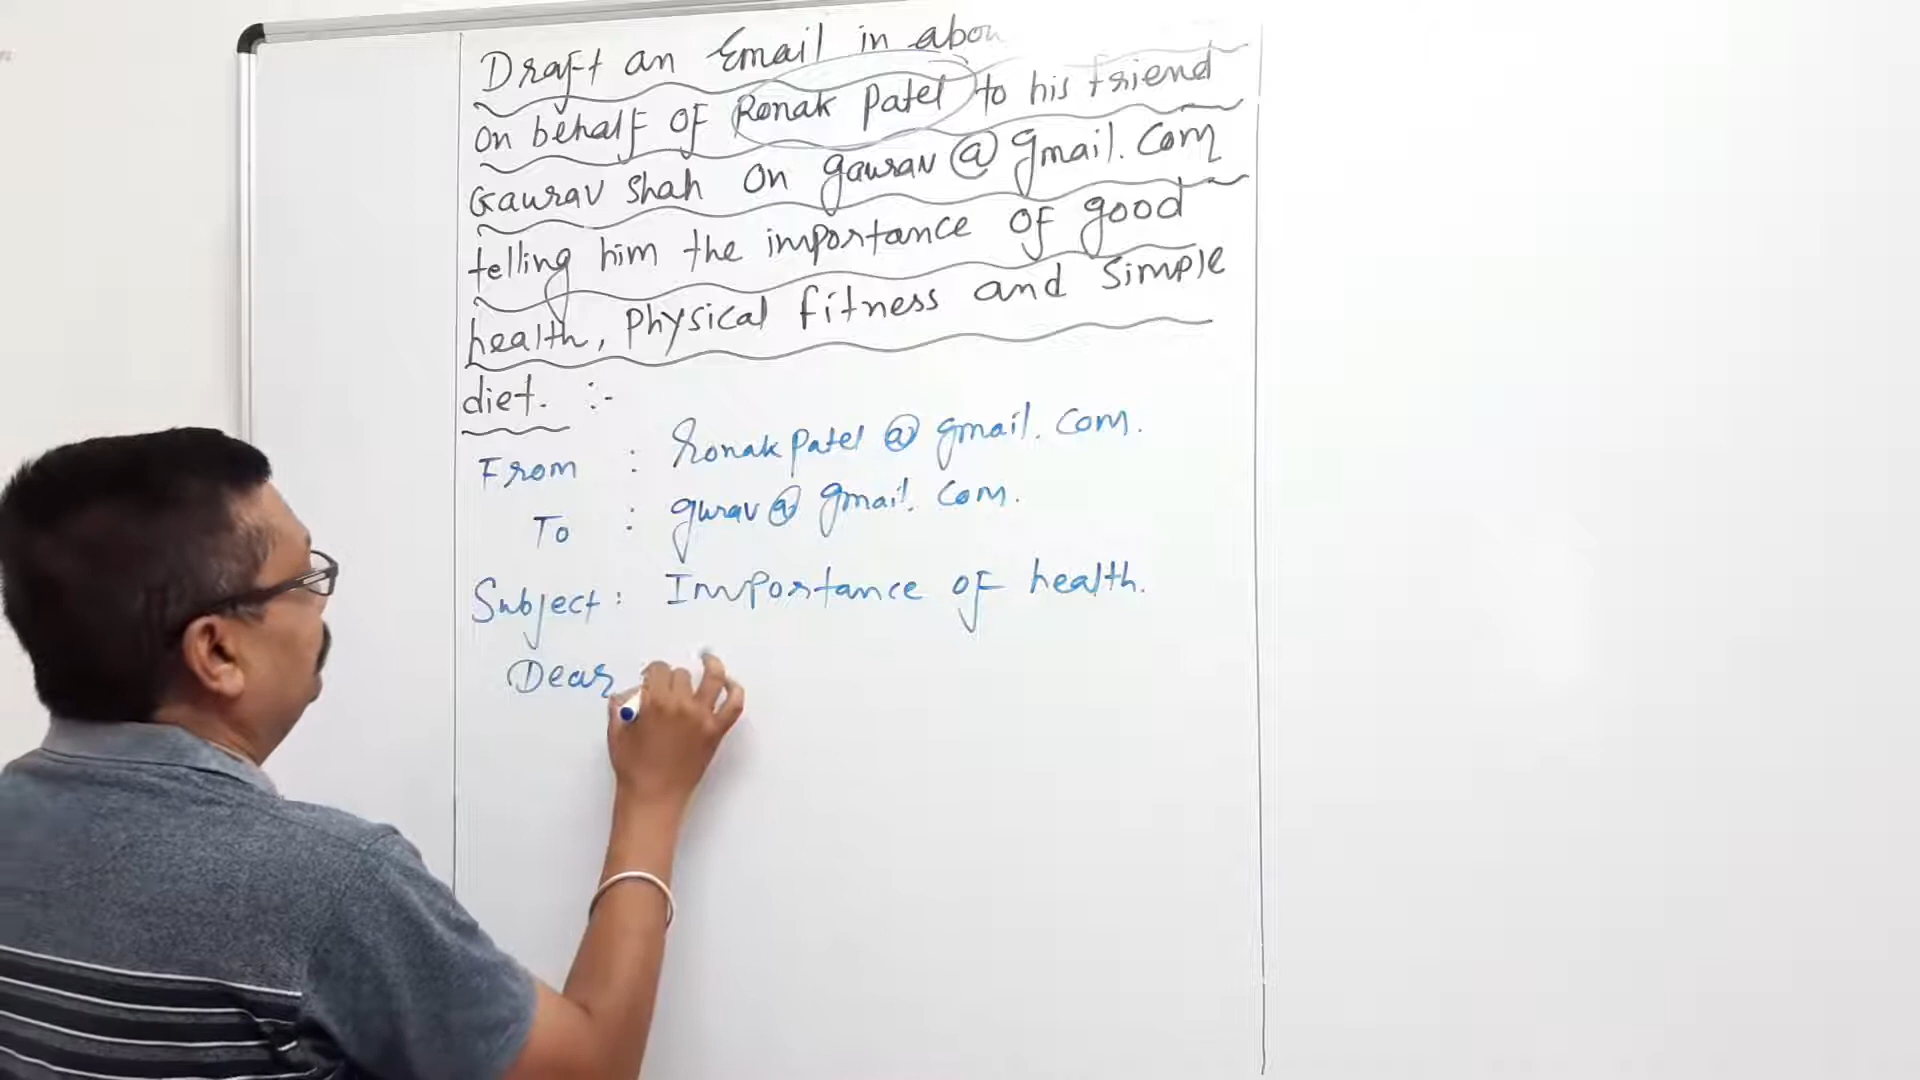 Draft an Email in abou
on behalf of Ronak Patel to his friend
Gaurav Shah on gaurav@gmail.com
telling him the importance of good
health, Physical fitness and simple
diet. :-
From : ronakpatel@gmail.com.
To : gurav@gmail.com.
Subject : Importance of health.
Dear